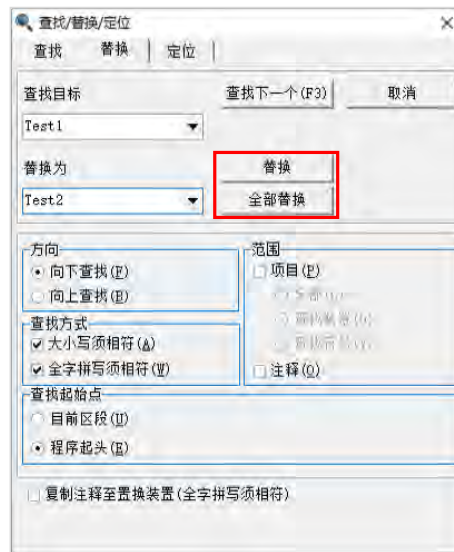 查找/替换/定位
查找 替换 定位
查找目标 查找下一个(F3) 取消
Test1
替换为 替换
Test2 全部替换
方向 范围
向下查找(F) 项目(P)
向上查找(B)
查找方式
大小写须相符(A)
全字拼写须相符(W) 注释(O)
查找起始点
目前区段(U)
程序起头(E)
复制注释至置换装置(全字拼写须相符)